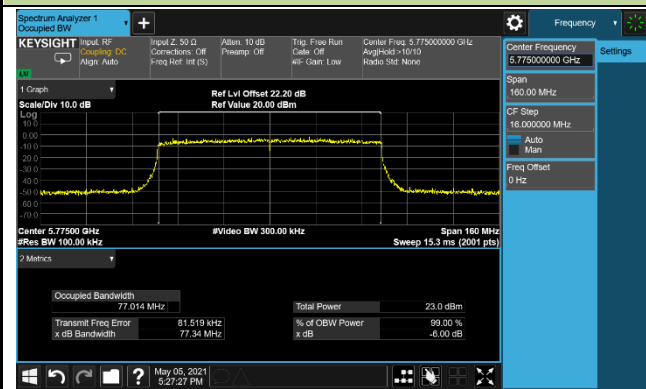 Spectrum Analyzer 1
Occupied BW
Frequency
KEYSIGHT
Input: RF
Coupling: DC
Align: Auto
Input Z: 50 Ω
Corrections: Off
Freq Ref: Int (S)
Atten: 10 dB
Preamp: Off
Trig: Free Run
Gate: Off
#IF Gain: Low
Center Freq: 5.775000000 GHz
Avg|Hold:>10/10
Radio Std: None
Center Frequency
5.775000000 GHz
Settings
Span
160.00 MHz
CF Step
16.000000 MHz
Auto
Man
Freq Offset
0 Hz
1 Graph
Scale/Div 10.0 dB
Ref Lvl Offset 22.20 dB
Ref Value 20.00 dBm
Log
10.0
0.00
-10.0
-20.0
-30.0
-40.0
-50.0
-60.0
-70.0
Center 5.77500 GHz
#Res BW 100.00 kHz
#Video BW 300.00 kHz
Span 160 MHz
Sweep 15.3 ms (2001 pts)
2 Metrics
Occupied Bandwidth
77.014 MHz
Total Power 23.0 dBm
Transmit Freq Error 81.519 kHz
% of OBW Power 99.00 %
x dB Bandwidth 77.34 MHz
x dB -6.00 dB
May 05, 2021
5:27:27 PM